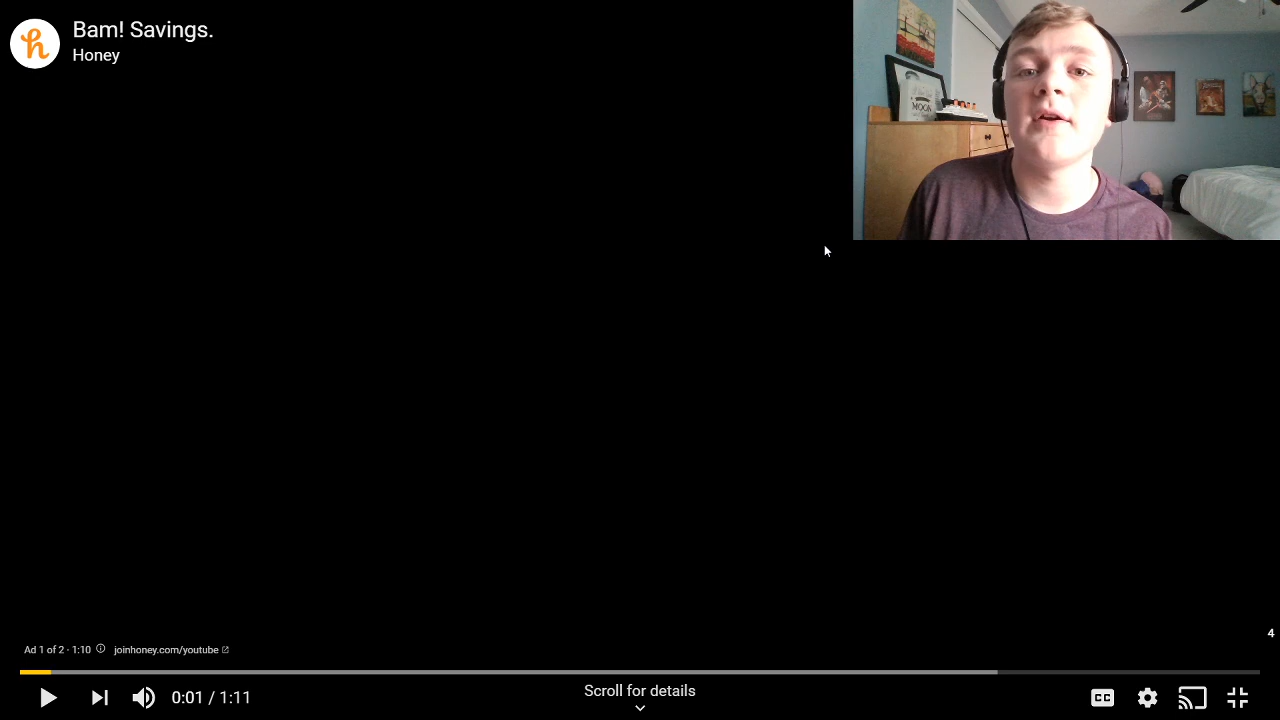 Bam! Savings.
Honey
MOON
4
Ad 1 of 2 · 1:10
joinhoney.com/youtube
0:01 / 1:11
Scroll for details
CC